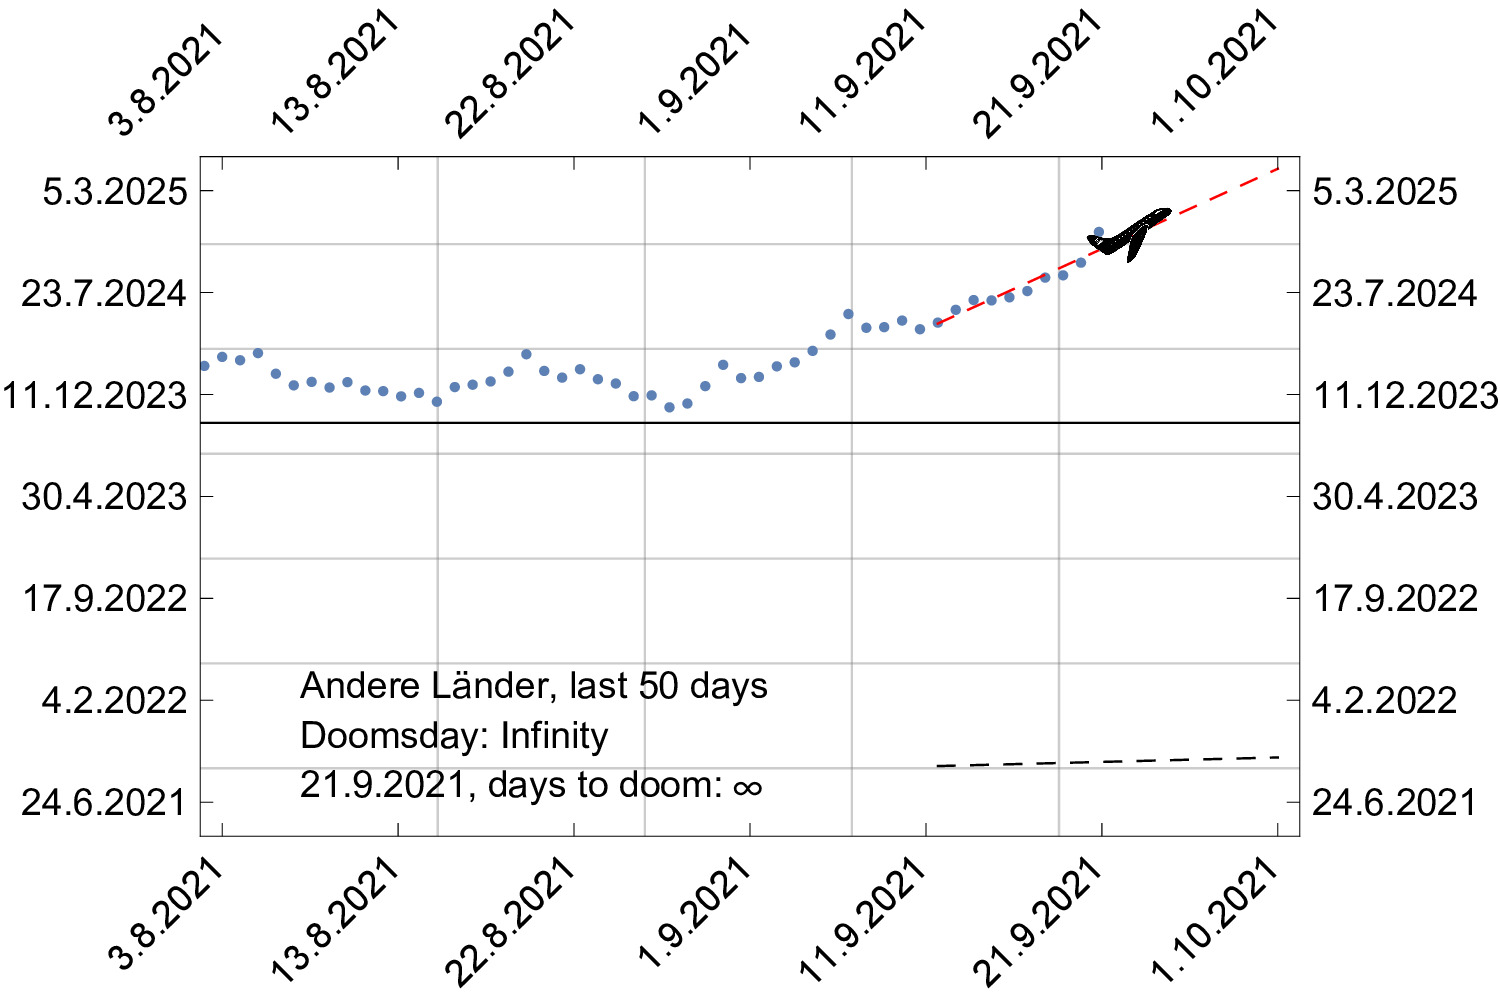 3.8.2021 13.8.2021 22.8.2021 1.9.2021 11.9.2021 21.9.2021 1.10.2021
5.3.2025 5.3.2025
23.7.2024 23.7.2024
11.12.2023 11.12.2023
30.4.2023 30.4.2023
17.9.2022 17.9.2022
Andere Länder, last 50 days
4.2.2022 4.2.2022
Doomsday: Infinity
21.9.2021, days to doom: ∞
24.6.2021 24.6.2021
3.8.2021 13.8.2021 22.8.2021 1.9.2021 11.9.2021 21.9.2021 1.10.2021